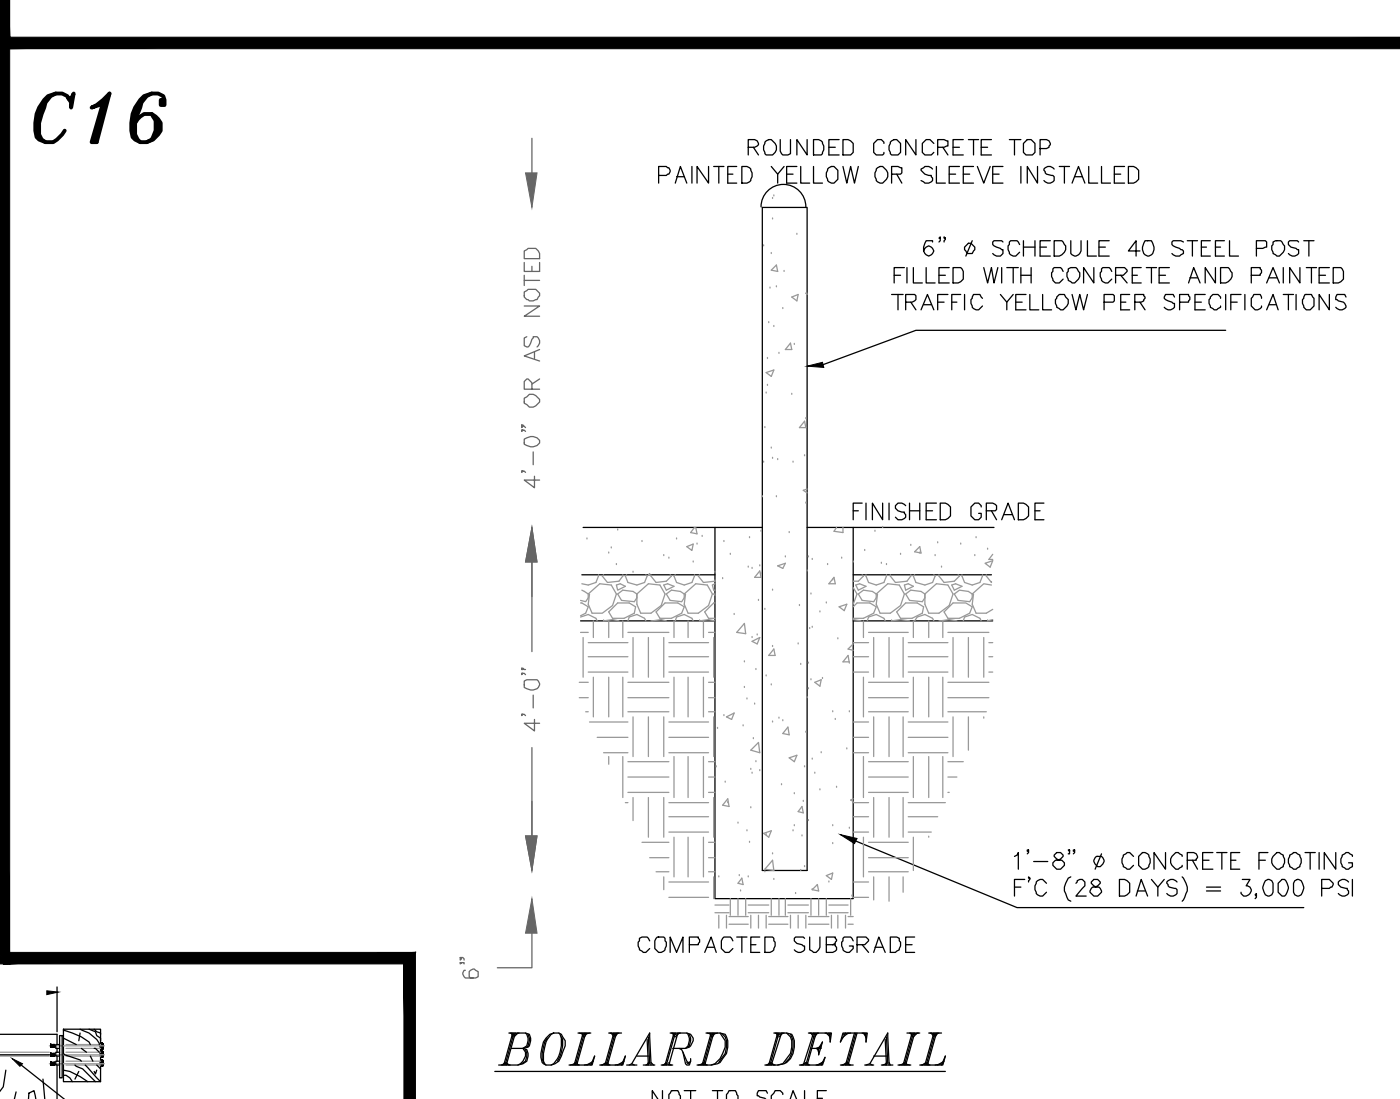 C16
ROUNDED CONCRETE TOP
PAINTED YELLOW OR SLEEVE INSTALLED
6" ø SCHEDULE 40 STEEL POST
FILLED WITH CONCRETE AND PAINTED
TRAFFIC YELLOW PER SPECIFICATIONS
4'-0" OR AS NOTED
FINISHED GRADE
4'-0"
1'-8" ø CONCRETE FOOTING
F'C (28 DAYS) = 3,000 PSI
COMPACTED SUBGRADE
6"
BOLLARD DETAIL
NOT TO SCALE